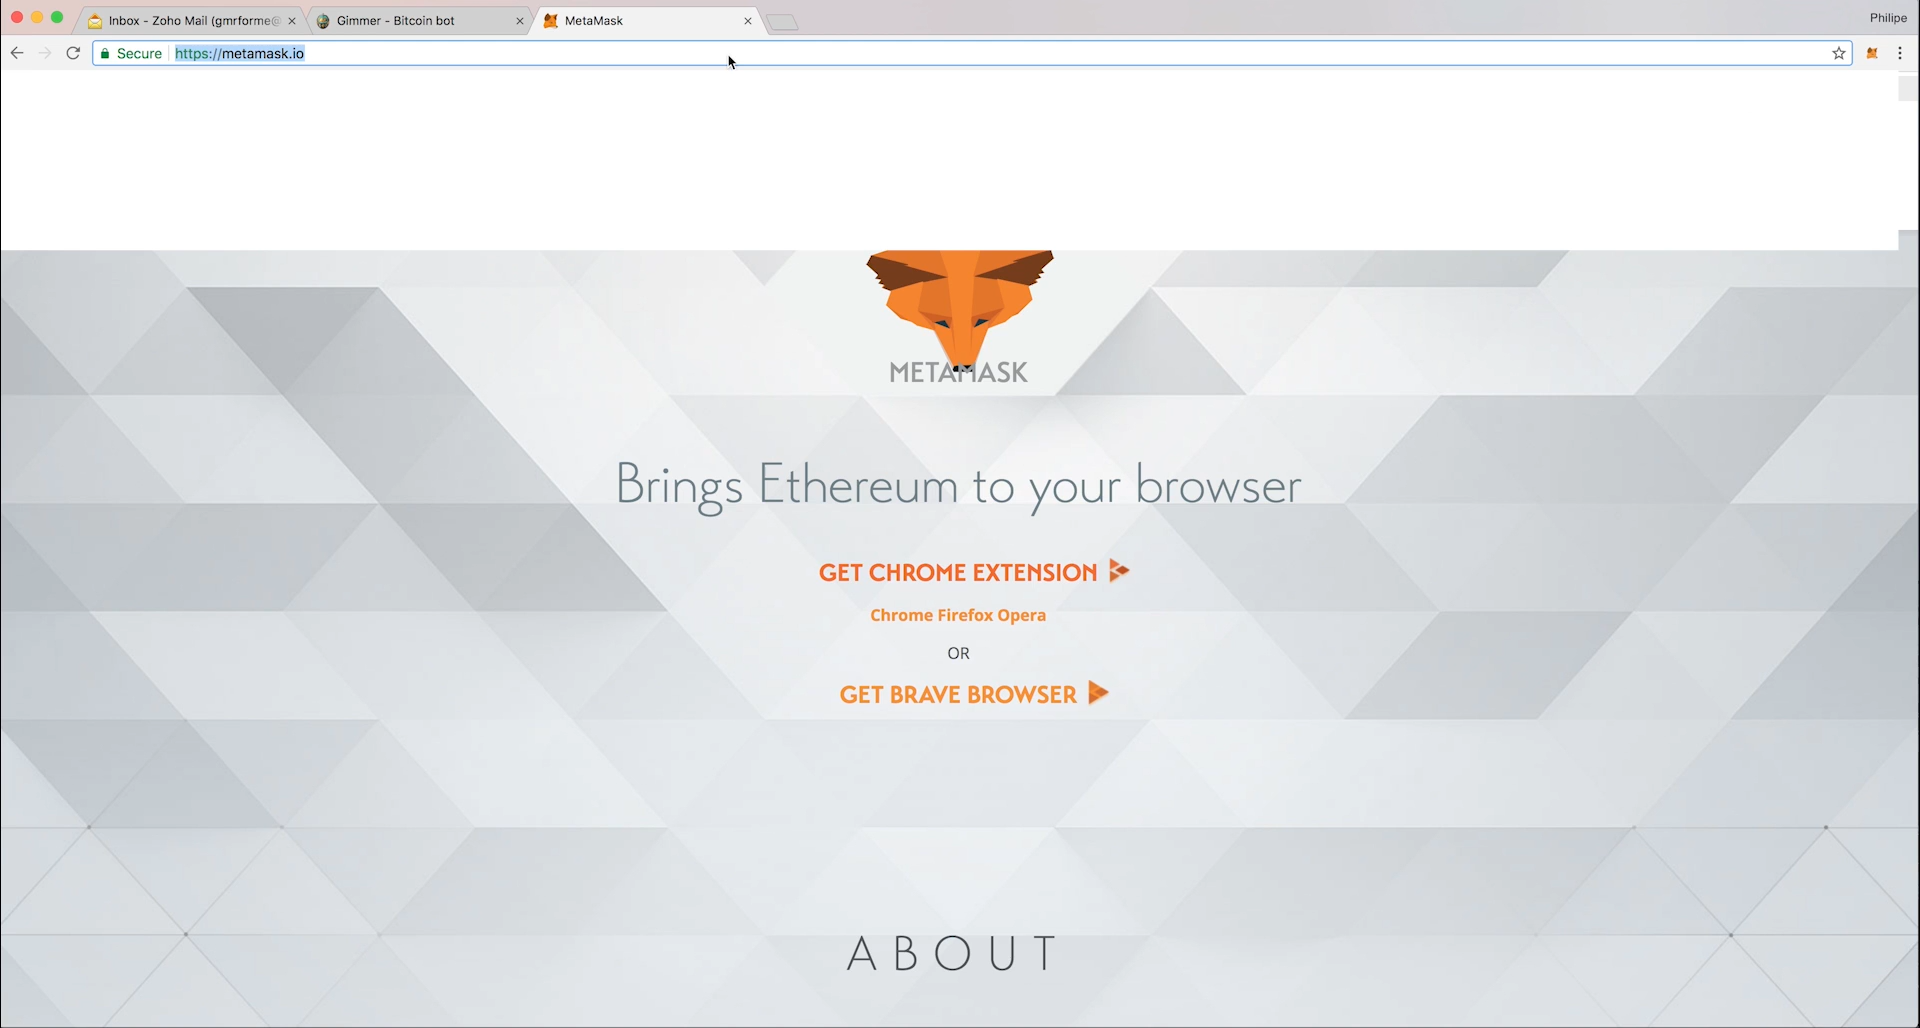 Inbox - Zoho Mail (gmrforme@
Gimmer - Bitcoin bot
MetaMask
Philipe
Secure
https://metamask.io
METAMASK
Brings Ethereum to your browser
GET CHROME EXTENSION
Chrome Firefox Opera
OR
GET BRAVE BROWSER
ABOUT